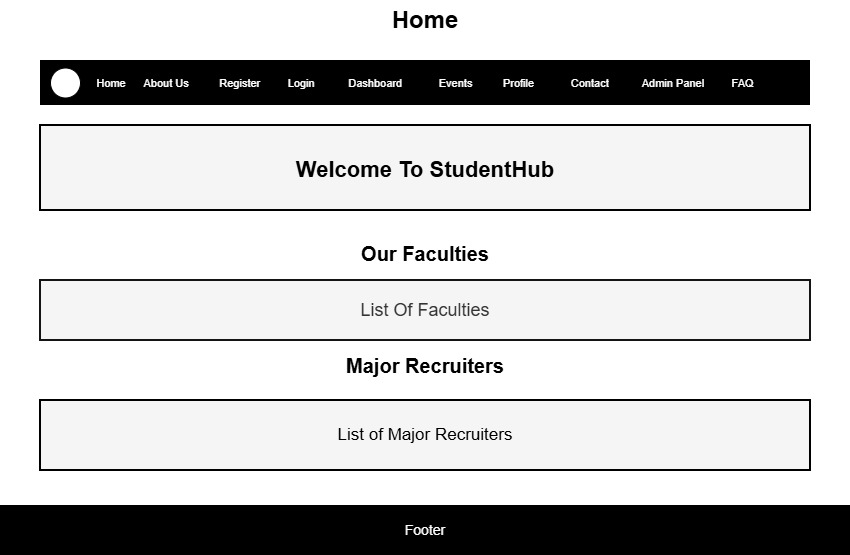 Home
Home About Us Register Login Dashboard Events Profile Contact Admin Panel FAQ
Welcome To StudentHub
Our Faculties
List Of Faculties
Major Recruiters
List of Major Recruiters
Footer